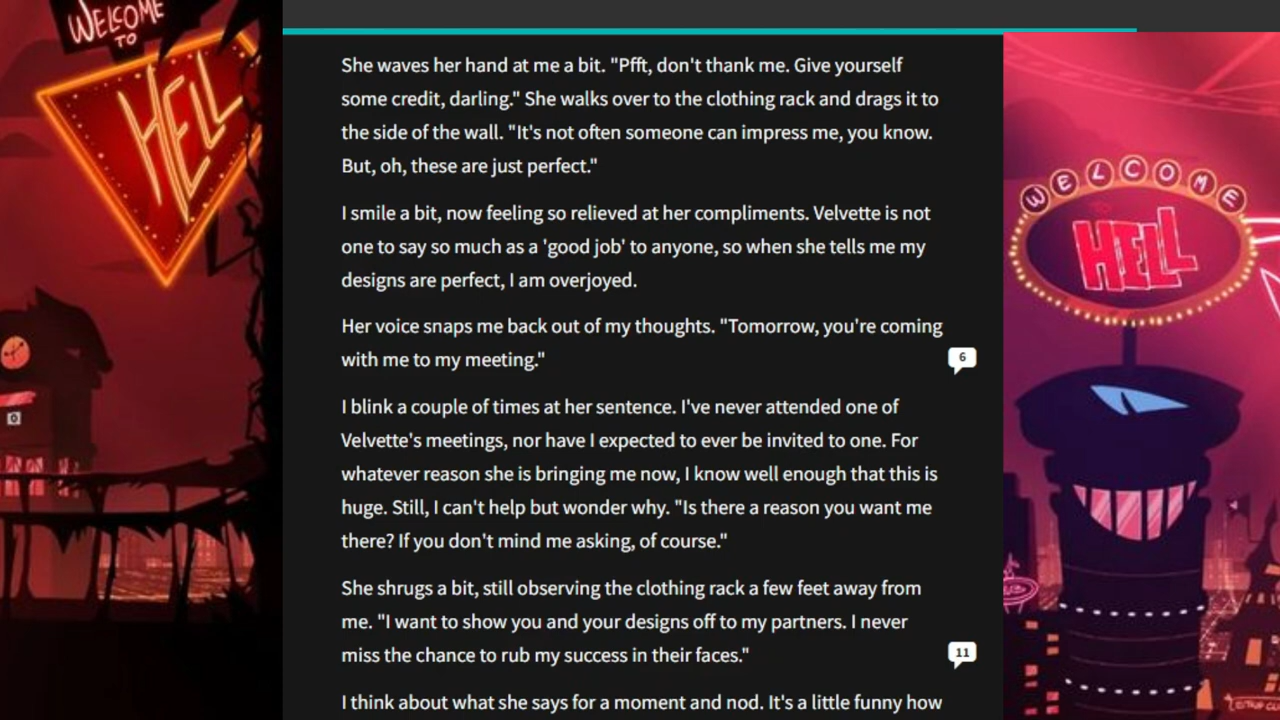 WELCOME
TO
HELL
She waves her hand at me a bit. "Pfft, don't thank me. Give yourself
some credit, darling." She walks over to the clothing rack and drags it to
the side of the wall. "It's not often someone can impress me, you know.
But, oh, these are just perfect."
I smile a bit, now feeling so relieved at her compliments. Velvette is not
one to say so much as a 'good job' to anyone, so when she tells me my
designs are perfect, I am overjoyed.
Her voice snaps me back out of my thoughts. "Tomorrow, you're coming
with me to my meeting."
6
I blink a couple of times at her sentence. I've never attended one of
Velvette's meetings, nor have I expected to ever be invited to one. For
whatever reason she is bringing me now, I know well enough that this is
huge. Still, I can't help but wonder why. "Is there a reason you want me
there? If you don't mind me asking, of course."
She shrugs a bit, still observing the clothing rack a few feet away from
me. "I want to show you and your designs off to my partners. I never
miss the chance to rub my success in their faces."
11
I think about what she says for a moment and nod. It's a little funny how
WELCOME
HELL